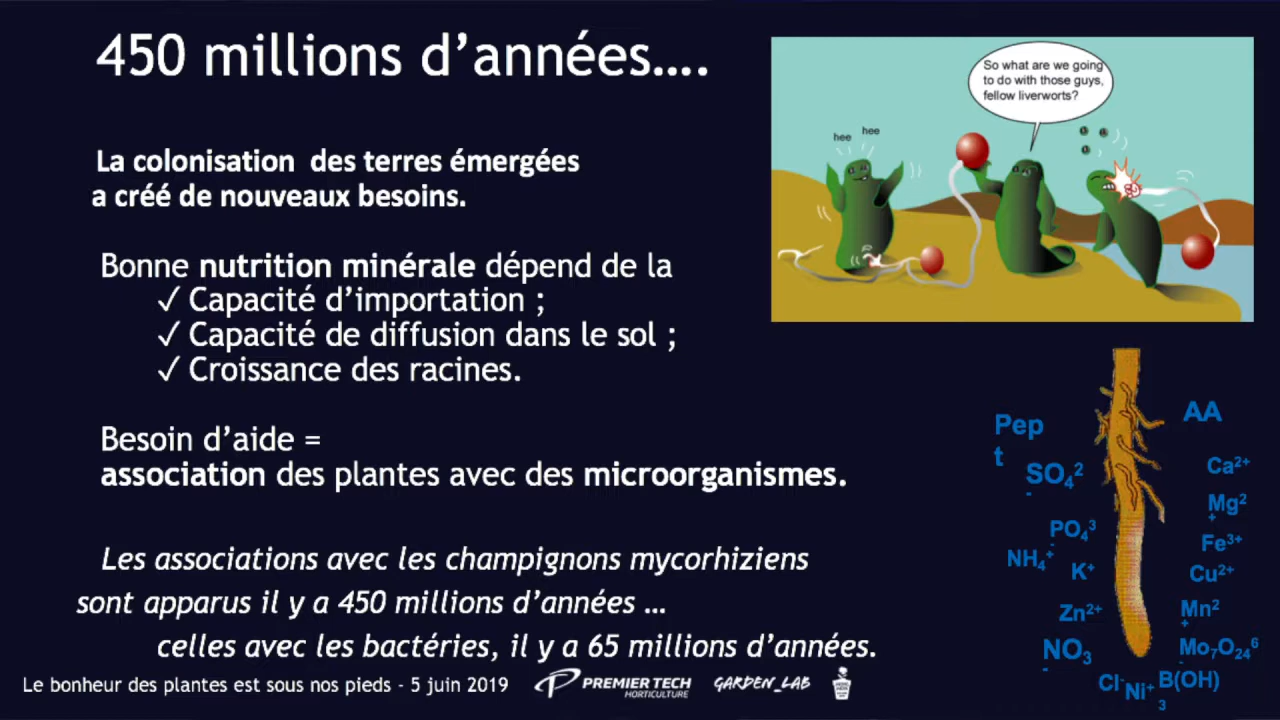 450 millions d’années….
So what are we going
to do with those guys,
fellow liverworts?
hee hee
La colonisation des terres émergées
a créé de nouveaux besoins.
Bonne nutrition minérale dépend de la
✓ Capacité d’importation ;
✓ Capacité de diffusion dans le sol ;
✓ Croissance des racines.
Besoin d’aide =
association des plantes avec des microorganismes.
Les associations avec les champignons mycorhiziens
sont apparus il y a 450 millions d’années …
celles avec les bactéries, il y a 65 millions d’années.
Pep
t
AA
SO₄²
-
Ca²⁺
Mg²
+
PO₄³
-
Fe³⁺
NH₄⁺
K⁺
Cu²⁺
Zn²⁺
Mn²
+
NO₃
-
Mo₇O₂₄⁶
-
Cl⁻
Ni⁺
B(OH)
3
Le bonheur des plantes est sous nos pieds - 5 juin 2019
PREMIER TECH
HORTICULTURE
GARDEN_LAB